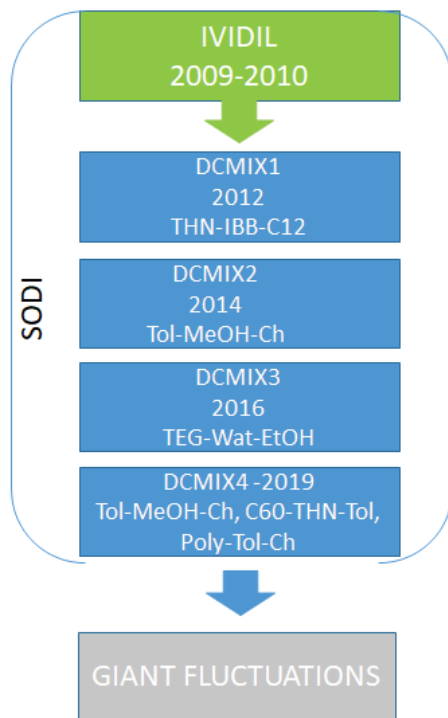 IVIDIL
2009-2010
DCMIX1
2012
THN-IBB-C12
SODI
DCMIX2
2014
Tol-MeOH-Ch
DCMIX3
2016
TEG-Wat-EtOH
DCMIX4 -2019
Tol-MeOH-Ch, C60-THN-Tol,
Poly-Tol-Ch
GIANT FLUCTUATIONS